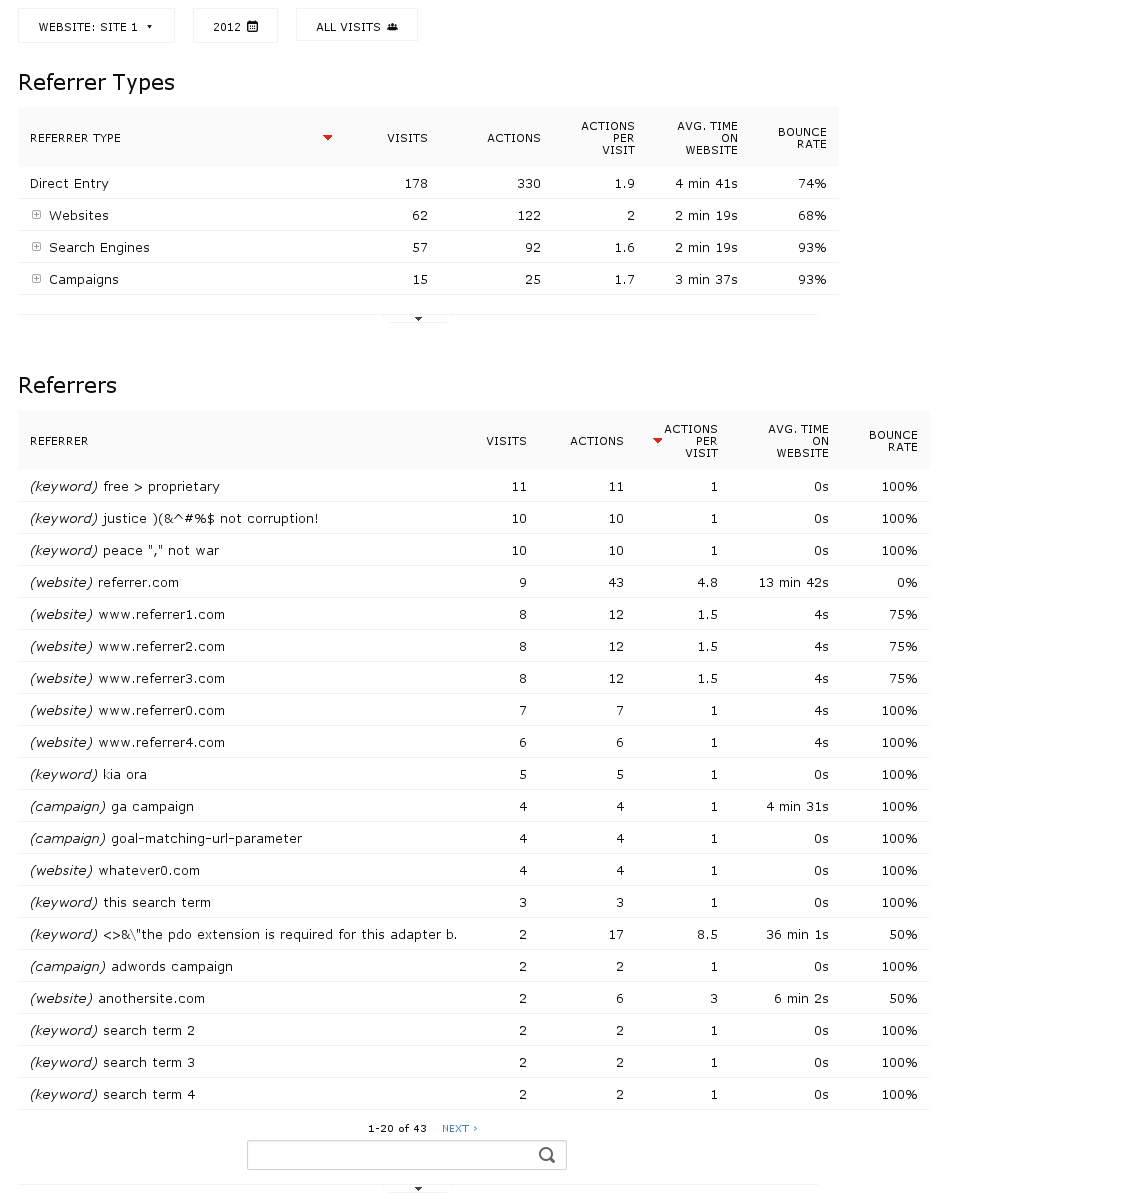 WEBSITE: SITE 1 2012 ALL VISITS
Referrer Types
REFERRER TYPE VISITS ACTIONS ACTIONS PER VISIT AVG. TIME ON WEBSITE BOUNCE RATE
Direct Entry 178 330 1.9 4 min 41s 74%
Websites 62 122 2 2 min 19s 68%
Search Engines 57 92 1.6 2 min 19s 93%
Campaigns 15 25 1.7 3 min 37s 93%
Referrers
REFERRER VISITS ACTIONS ACTIONS PER VISIT AVG. TIME ON WEBSITE BOUNCE RATE
(keyword) free > proprietary 11 11 1 0s 100%
(keyword) justice )(&^#%$ not corruption! 10 10 1 0s 100%
(keyword) peace "," not war 10 10 1 0s 100%
(website) referrer.com 9 43 4.8 13 min 42s 0%
(website) www.referrer1.com 8 12 1.5 4s 75%
(website) www.referrer2.com 8 12 1.5 4s 75%
(website) www.referrer3.com 8 12 1.5 4s 75%
(website) www.referrer0.com 7 7 1 4s 100%
(website) www.referrer4.com 6 6 1 4s 100%
(keyword) kia ora 5 5 1 0s 100%
(campaign) ga campaign 4 4 1 4 min 31s 100%
(campaign) goal-matching-url-parameter 4 4 1 0s 100%
(website) whatever0.com 4 4 1 0s 100%
(keyword) this search term 3 3 1 0s 100%
(keyword) <>&\"the pdo extension is required for this adapter b. 2 17 8.5 36 min 1s 50%
(campaign) adwords campaign 2 2 1 0s 100%
(website) anothersite.com 2 6 3 6 min 2s 50%
(keyword) search term 2 2 2 1 0s 100%
(keyword) search term 3 2 2 1 0s 100%
(keyword) search term 4 2 2 1 0s 100%
1-20 of 43 NEXT ›